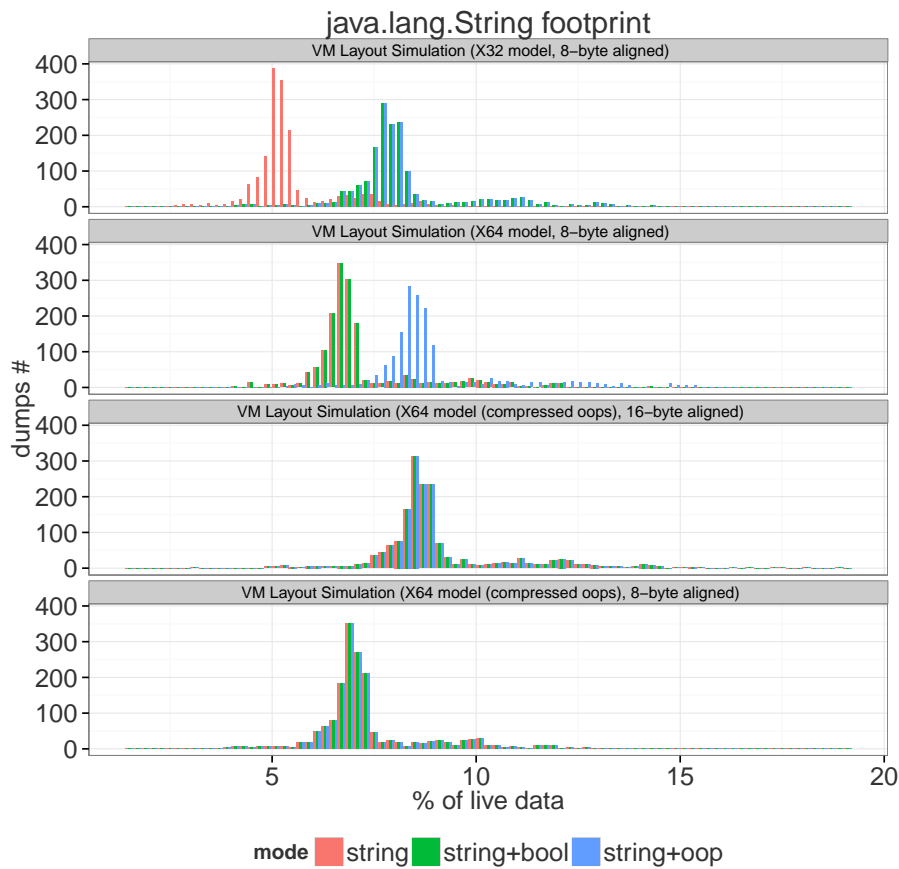 java.lang.String footprint
VM Layout Simulation (X32 model, 8−byte aligned)
400
300
200
100
0
VM Layout Simulation (X64 model, 8−byte aligned)
400
300
200
100
0
VM Layout Simulation (X64 model (compressed oops), 16−byte aligned)
400
300
200
100
0
VM Layout Simulation (X64 model (compressed oops), 8−byte aligned)
400
300
200
100
0
dumps #
5 10 15 20
% of live data
mode string string+bool string+oop